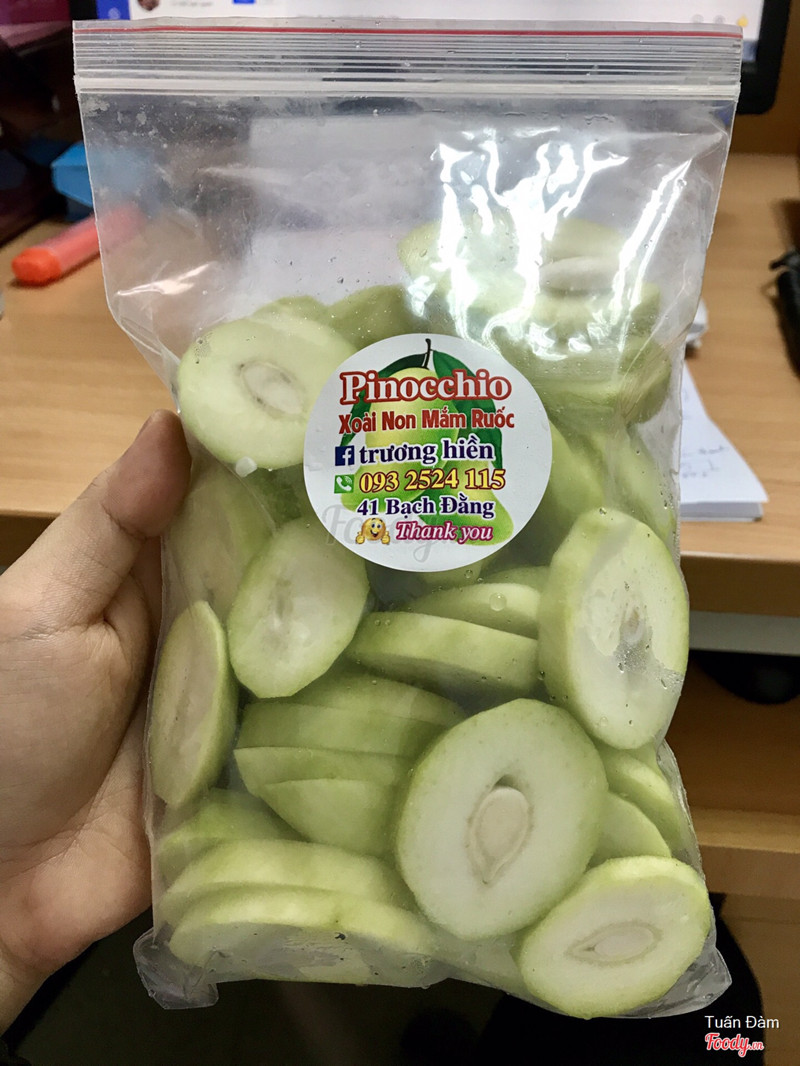 Pinocchio
Xoài Non Mắm Ruốc
trương hiền
093 2524 115
41 Bạch Đằng
Thank you
Tuấn Đàm
Foody.vn